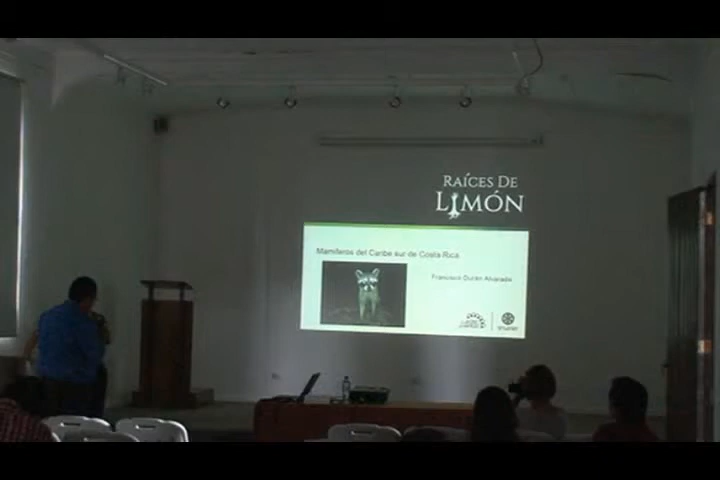 RAÍCES DE
LIMÓN
Mamíferos del Caribe sur de Costa Rica
Francisco Durán Alvarado